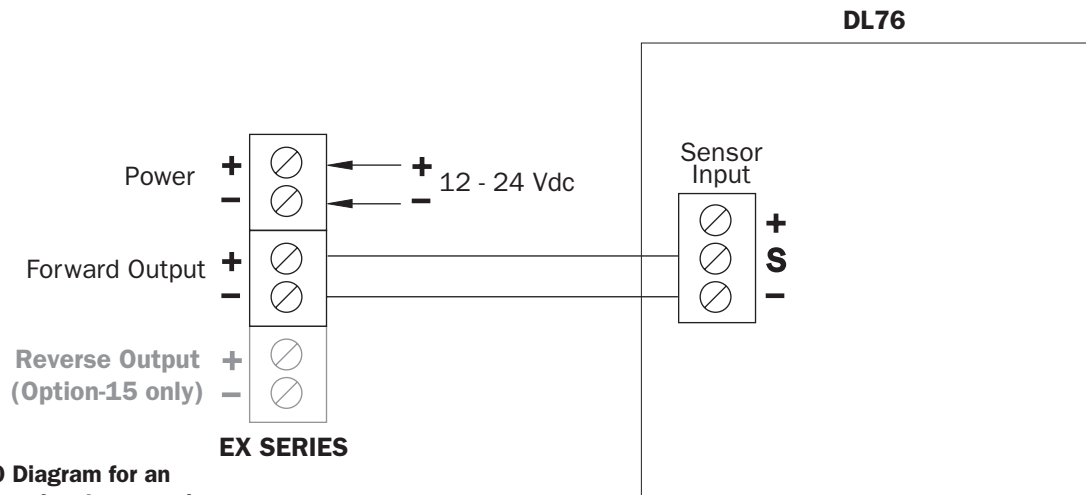 DL76
Power
+
−
+
−
12 - 24 Vdc
Sensor
Input
+
S
−
Forward Output
+
−
Reverse Output +
(Option-15 only) −
EX SERIES
Diagram for an